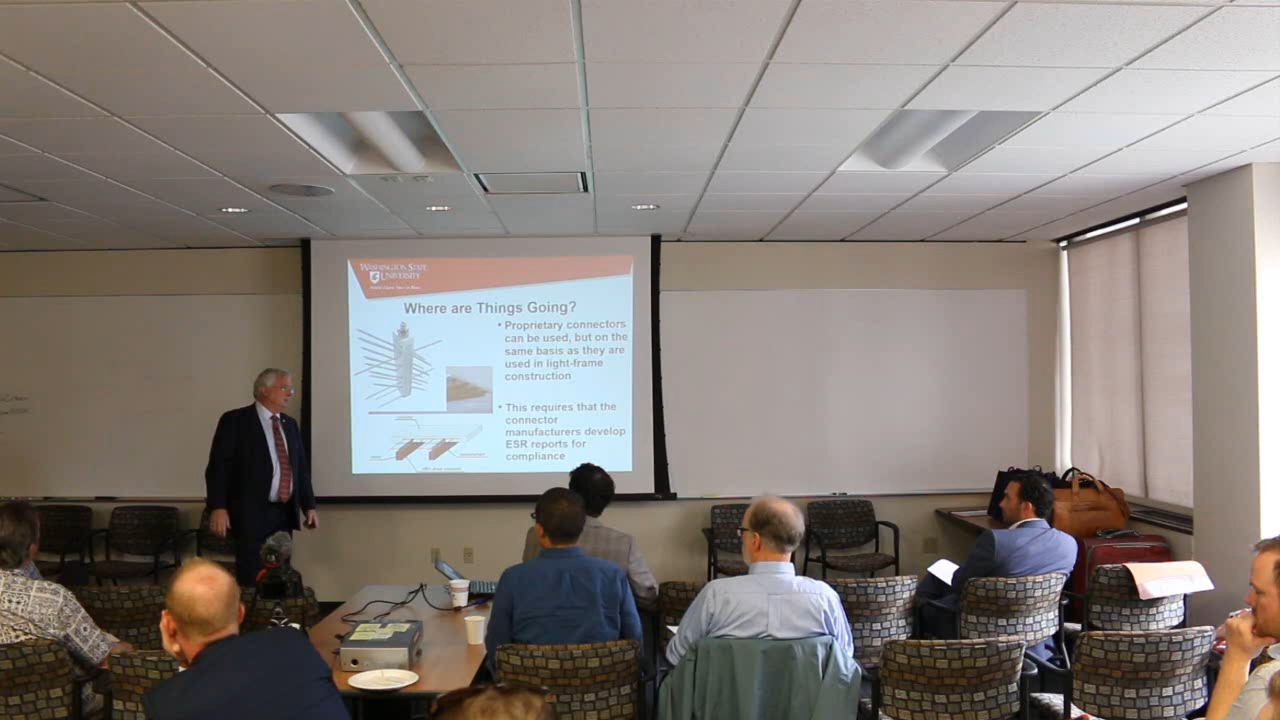 WASHINGTON STATE
UNIVERSITY
Where are Things Going?
• Proprietary connectors
can be used, but on the
same basis as they are
used in light-frame
construction
• This requires that the
connector
manufacturers develop
ESR reports for
compliance